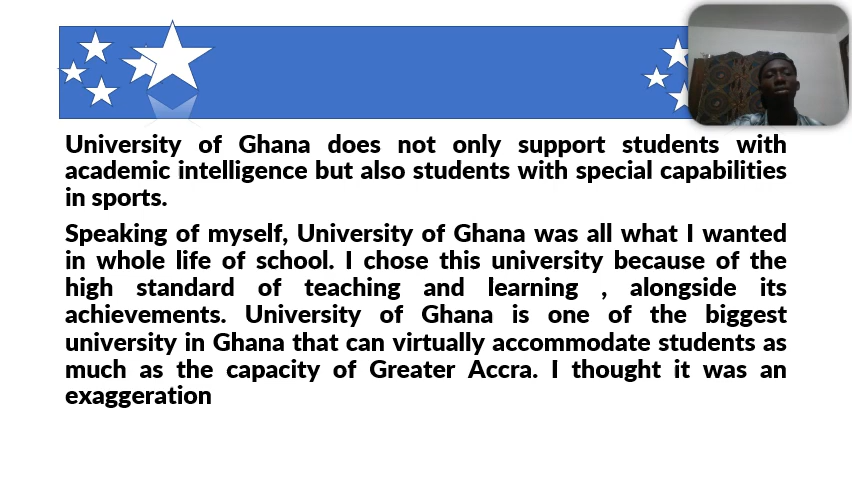 University of Ghana does not only support students with
academic intelligence but also students with special capabilities
in sports.
Speaking of myself, University of Ghana was all what I wanted
in whole life of school. I chose this university because of the
high standard of teaching and learning , alongside its
achievements. University of Ghana is one of the biggest
university in Ghana that can virtually accommodate students as
much as the capacity of Greater Accra. I thought it was an
exaggeration